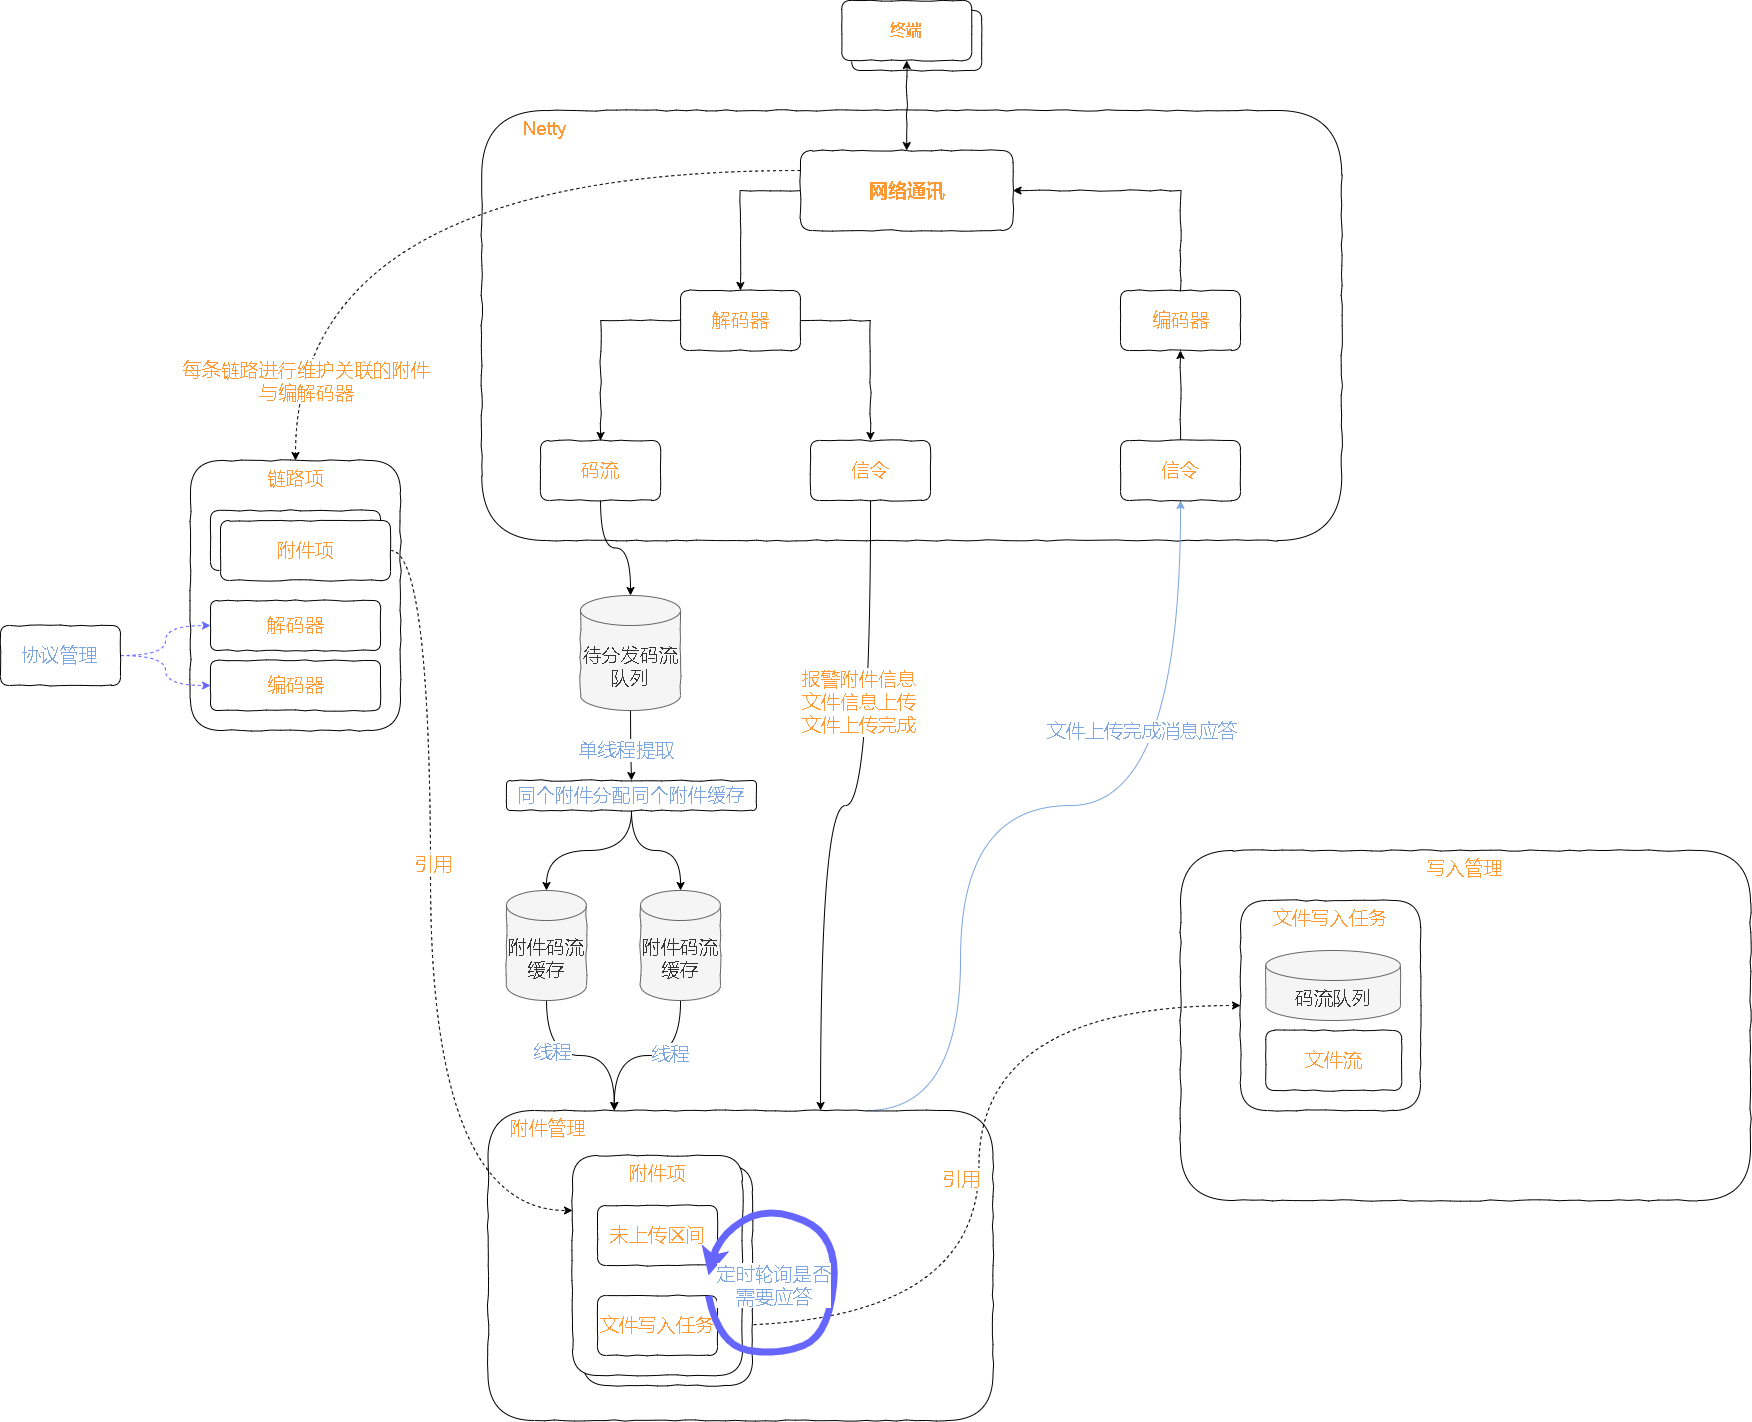 终端
Netty
网络通讯
解码器
编码器
每条链路进行维护关联的附件
与编解码器
码流
信令
信令
链路项
附件项
解码器
编码器
协议管理
待分发码流
队列
报警附件信息
文件信息上传
文件上传完成
文件上传完成消息应答
单线程提取
同个附件分配同个附件缓存
引用
附件码流
缓存
附件码流
缓存
线程
线程
写入管理
文件写入任务
码流队列
文件流
附件管理
附件项
未上传区间
定时轮询是否
需要应答
文件写入任务
引用